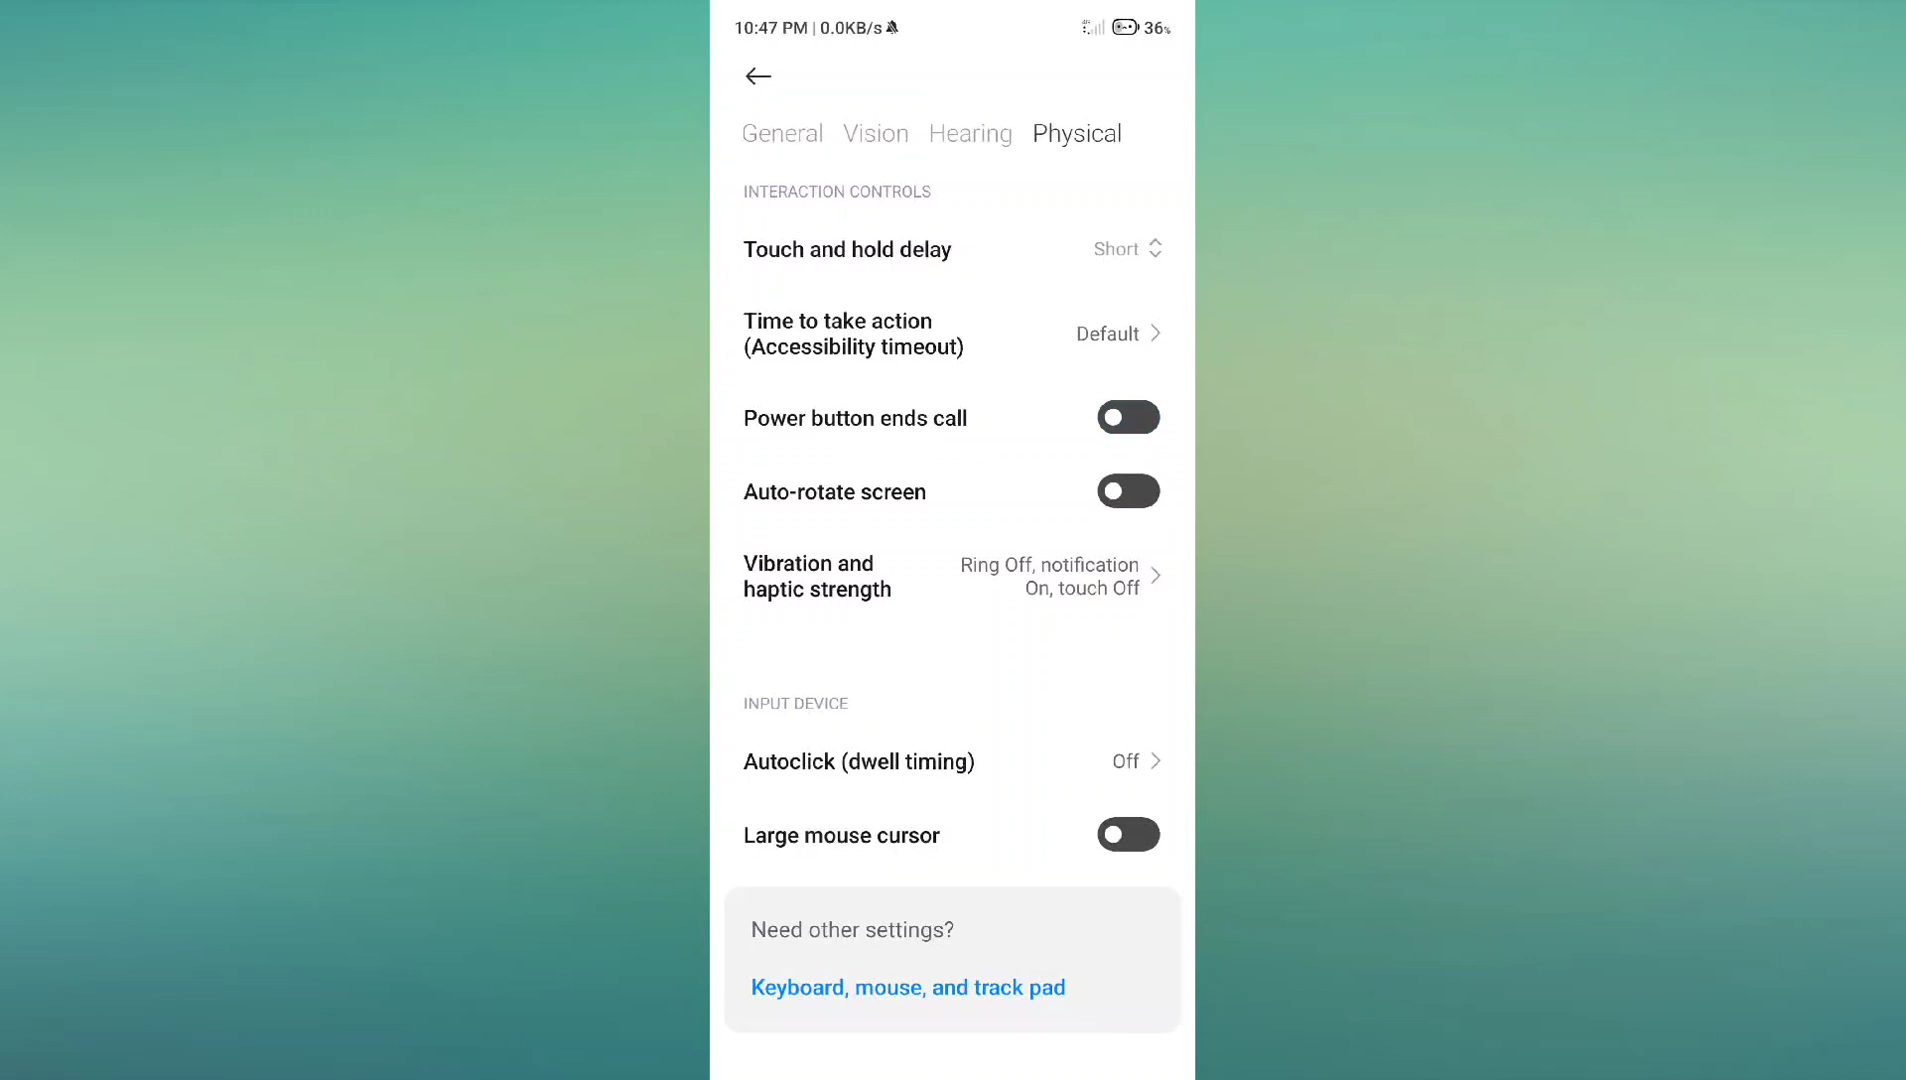 10:47 PM | 0.0KB/s 36%
General Vision Hearing Physical
INTERACTION CONTROLS
Touch and hold delay Short
Time to take action
(Accessibility timeout) Default
Power button ends call
Auto-rotate screen
Vibration and Ring Off, notification
haptic strength On, touch Off
INPUT DEVICE
Autoclick (dwell timing) Off
Large mouse cursor
Need other settings?
Keyboard, mouse, and track pad